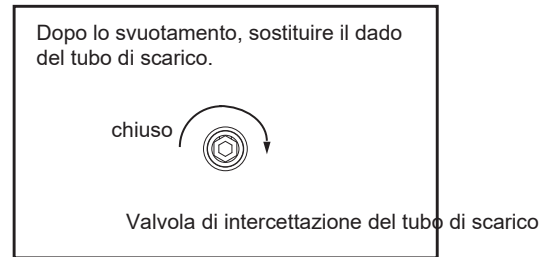 Dopo lo svuotamento, sostituire il dado
del tubo di scarico.
chiuso
Valvola di intercettazione del tubo di scarico